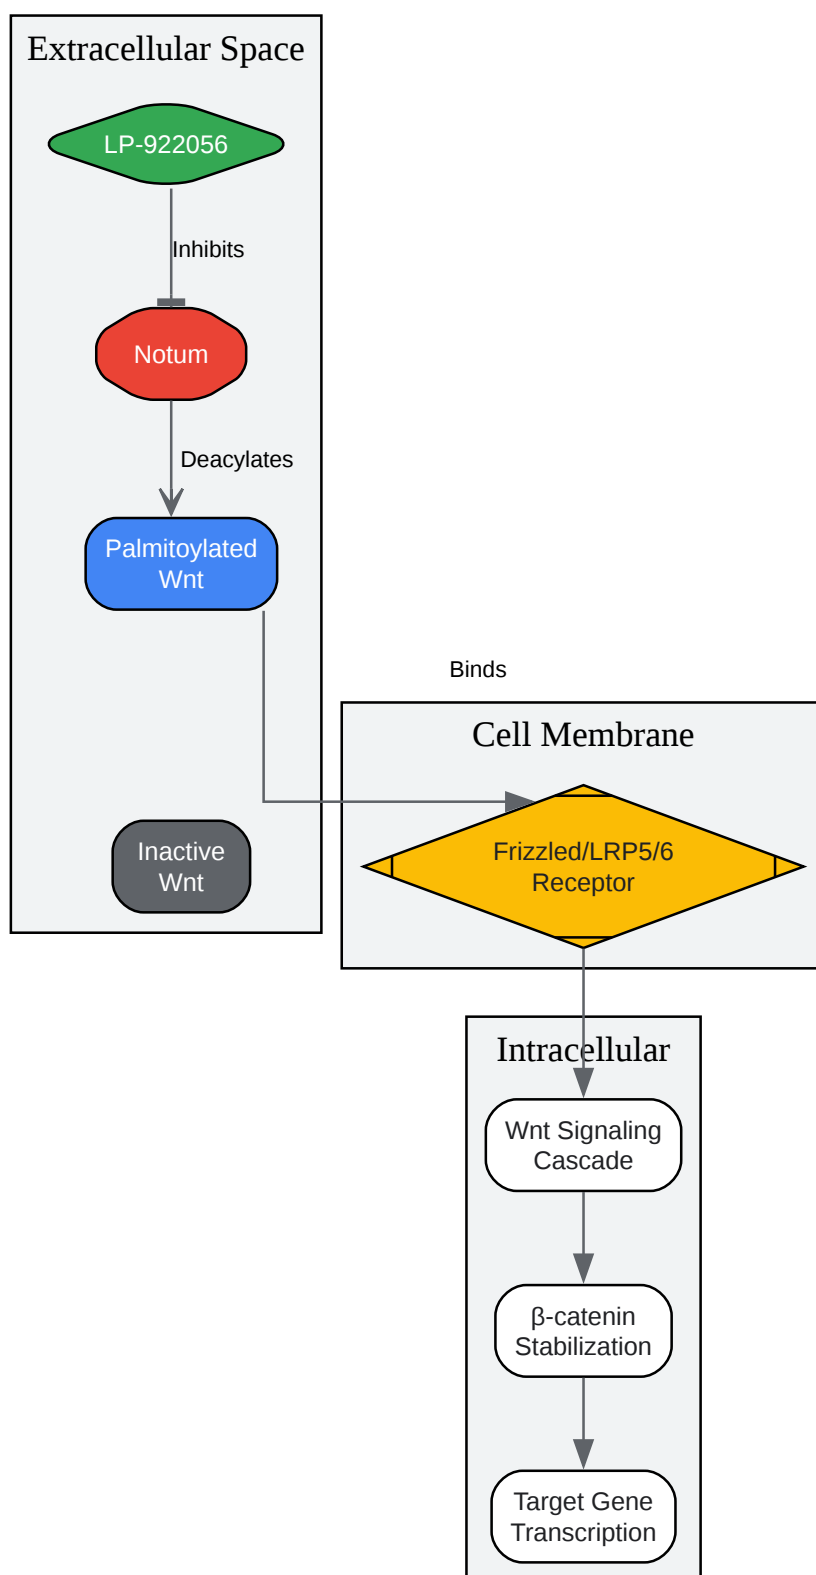 Extracellular Space
LP-922056
Inhibits
Notum
Deacylates
Palmitoylated
Wnt
Binds
Cell Membrane
Inactive
Wnt
Frizzled/LRP5/6
Receptor
Intracellular
Wnt Signaling
Cascade
β-catenin
Stabilization
Target Gene
Transcription